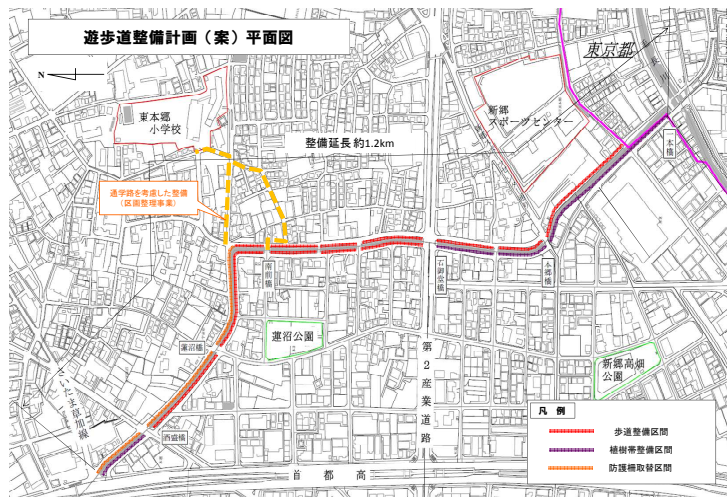 遊歩道整備計画（案）平面図
N
東京都
東本郷
小学校
新郷
スポーツセンター
整備延長 約1.2km
本橋
通学路を考慮した整備
（区画整理事業）
南前橋
石御堂橋
本郷橋
蓮沼橋
蓮沼公園
第2産業道路
新郷高畑
公園
さいたま草加線
西盛橋
首都高
凡例
歩道整備区間
植樹帯整備区間
防護柵取替区間